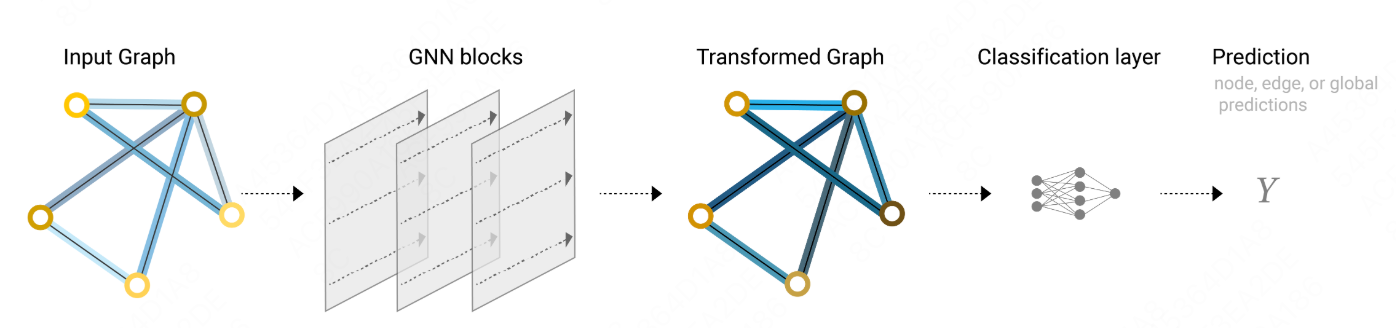 Input Graph
GNN blocks
Transformed Graph
Classification layer
Prediction
node, edge, or global
predictions
Y